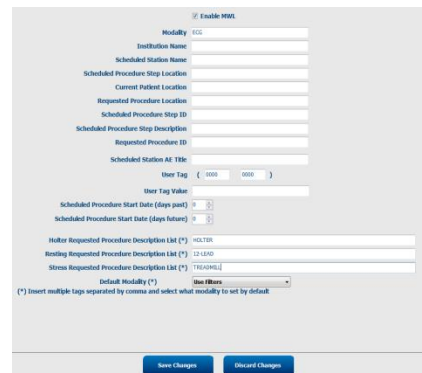 Enable MWL
Modality ECG
Institution Name
Scheduled Station Name
Scheduled Procedure Step Location
Current Patient Location
Requested Procedure Location
Scheduled Procedure Step ID
Scheduled Procedure Step Description
Requested Procedure ID
Scheduled Station AE Title
User Tag ( 0000 0000 )
User Tag Value
Scheduled Procedure Start Date (days past) 0
Scheduled Procedure Start Date (days future) 0
Holter Requested Procedure Description List (*) HOLTER
Resting Requested Procedure Description List (*) 12-LEAD
Stress Requested Procedure Description List (*) TREADMILL
Default Modality (*) Use Filters
(*) Insert multiple tags separated by comma and select what modality to set by default
Save Changes Discard Changes